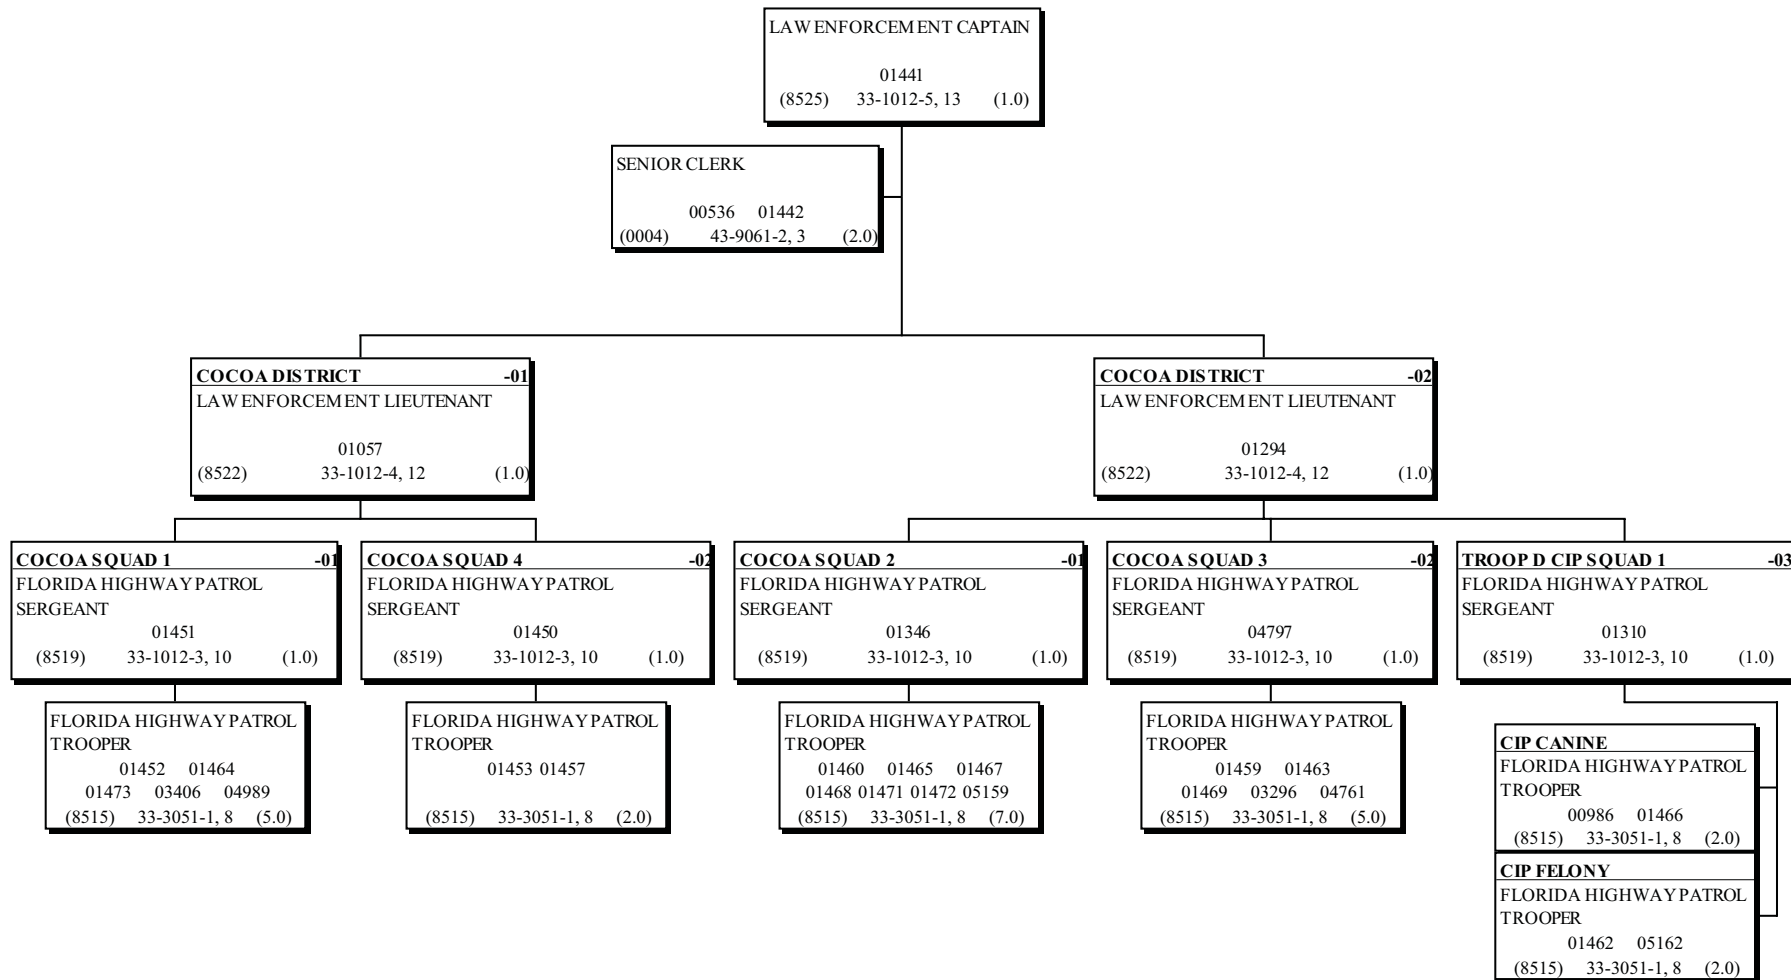 LAW ENFORCEMENT CAPTAIN
01441
(8525) 33-1012-5, 13 (1.0)
SENIOR CLERK
00536 01442
(0004) 43-9061-2, 3 (2.0)
COCOA DISTRICT -01
LAW ENFORCEMENT LIEUTENANT
01057
(8522) 33-1012-4, 12 (1.0)
COCOA DISTRICT -02
LAW ENFORCEMENT LIEUTENANT
01294
(8522) 33-1012-4, 12 (1.0)
COCOA SQUAD 1 -01
FLORIDA HIGHWAY PATROL
SERGEANT
01451
(8519) 33-1012-3, 10 (1.0)
COCOA SQUAD 4 -02
FLORIDA HIGHWAY PATROL
SERGEANT
01450
(8519) 33-1012-3, 10 (1.0)
COCOA SQUAD 2 -01
FLORIDA HIGHWAY PATROL
SERGEANT
01346
(8519) 33-1012-3, 10 (1.0)
COCOA SQUAD 3 -02
FLORIDA HIGHWAY PATROL
SERGEANT
04797
(8519) 33-1012-3, 10 (1.0)
TROOP D CIP SQUAD 1 -03
FLORIDA HIGHWAY PATROL
SERGEANT
01310
(8519) 33-1012-3, 10 (1.0)
FLORIDA HIGHWAY PATROL
TROOPER
01452 01464
01473 03406 04989
(8515) 33-3051-1, 8 (5.0)
FLORIDA HIGHWAY PATROL
TROOPER
01453 01457
(8515) 33-3051-1, 8 (2.0)
FLORIDA HIGHWAY PATROL
TROOPER
01460 01465 01467
01468 01471 01472 05159
(8515) 33-3051-1, 8 (7.0)
FLORIDA HIGHWAY PATROL
TROOPER
01459 01463
01469 03296 04761
(8515) 33-3051-1, 8 (5.0)
CIP CANINE
FLORIDA HIGHWAY PATROL
TROOPER
00986 01466
(8515) 33-3051-1, 8 (2.0)
CIP FELONY
FLORIDA HIGHWAY PATROL
TROOPER
01462 05162
(8515) 33-3051-1, 8 (2.0)